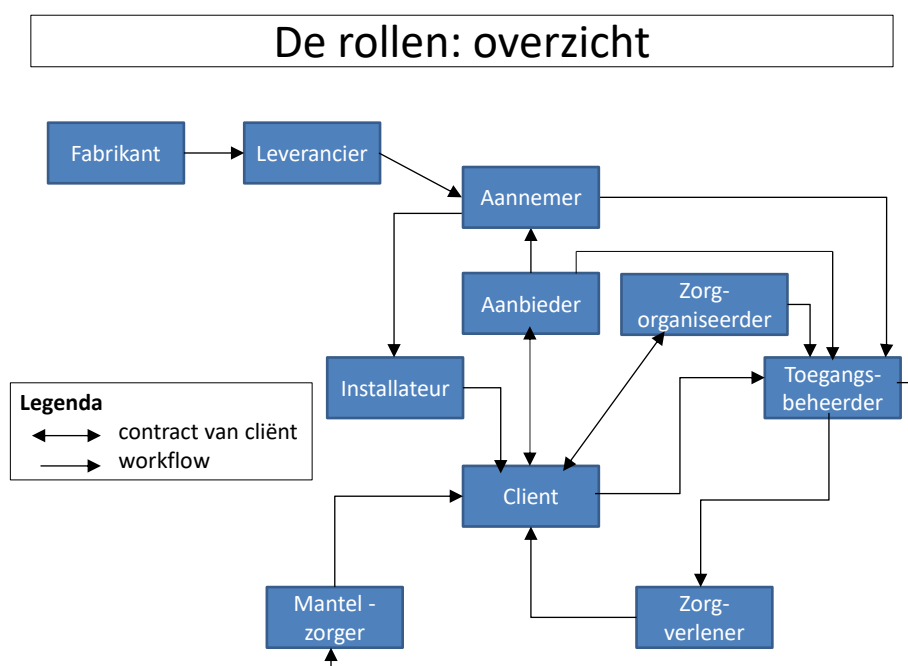 De rollen: overzicht
Fabrikant
Leverancier
Aannemer
Aanbieder
Zorg-
organiseerder
Installateur
Toegangs-
beheerder
Legenda
contract van cliënt
workflow
Client
Mantel -
zorger
Zorg-
verlener